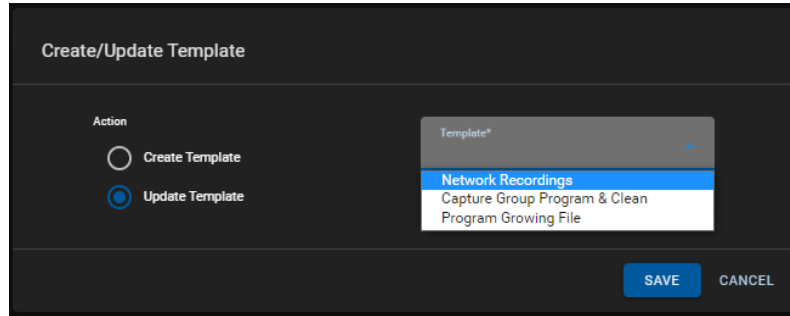 Create/Update Template
Action
Create Template
Update Template
Template*
Network Recordings
Capture Group Program & Clean
Program Growing File
SAVE
CANCEL